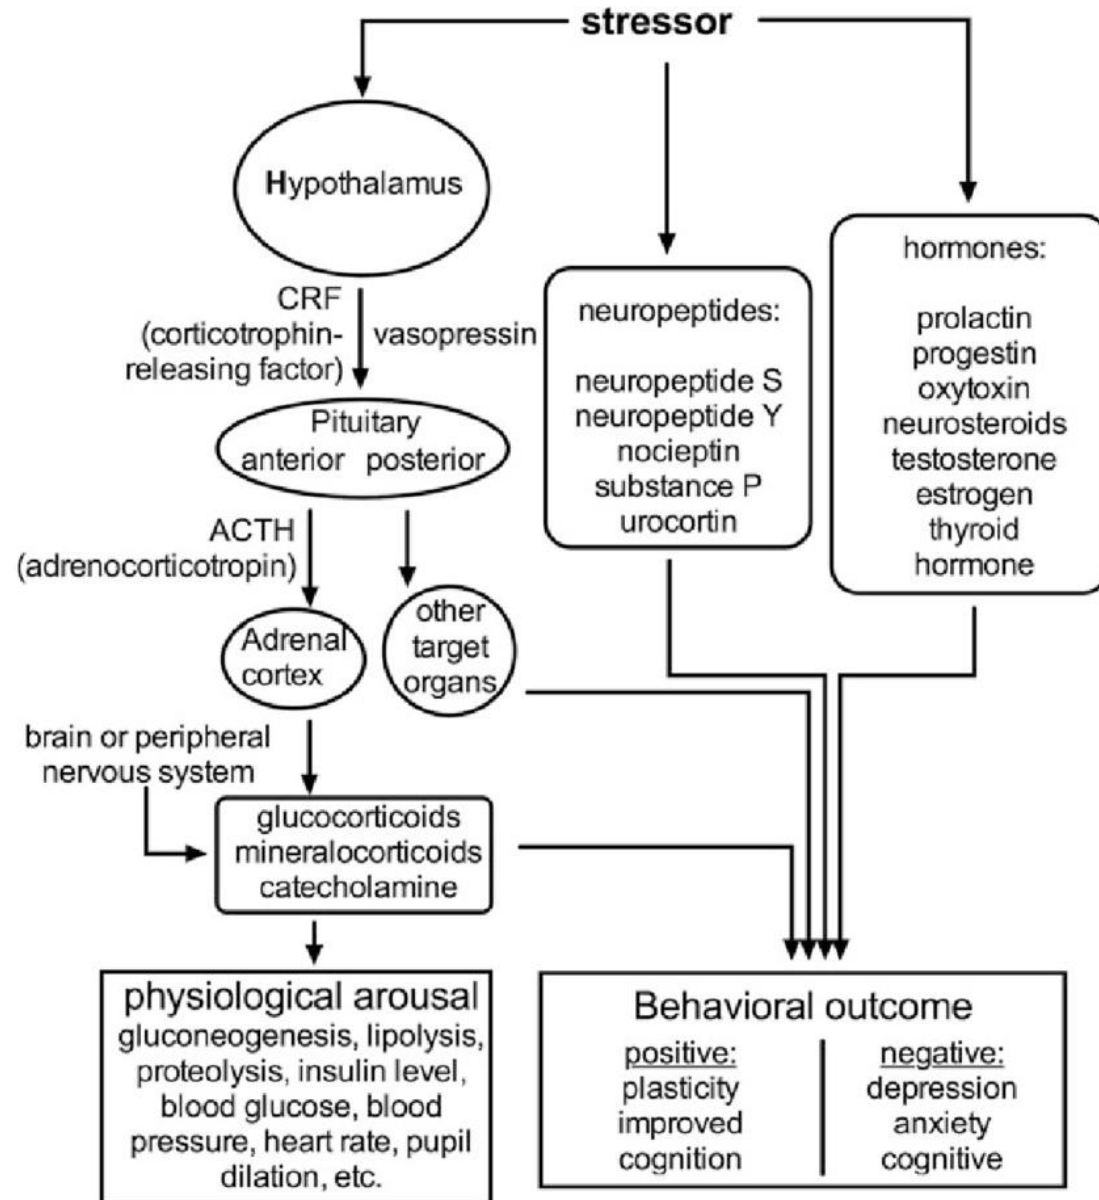 stressor
Hypothalamus
CRF
(corticotrophin-
releasing factor)
vasopressin
Pituitary
anterior posterior
ACTH
(adrenocorticotropin)
Adrenal
cortex
other
target
organs
brain or peripheral
nervous system
glucocorticoids
mineralocorticoids
catecholamine
physiological arousal
gluconeogenesis, lipolysis,
proteolysis, insulin level,
blood glucose, blood
pressure, heart rate, pupil
dilation, etc.
neuropeptides:
neuropeptide S
neuropeptide Y
nocieptin
substance P
urocortin
hormones:
prolactin
progestin
oxytoxin
neurosteroids
testosterone
estrogen
thyroid
hormone
Behavioral outcome
positive:
plasticity
improved
cognition
negative:
depression
anxiety
cognitive